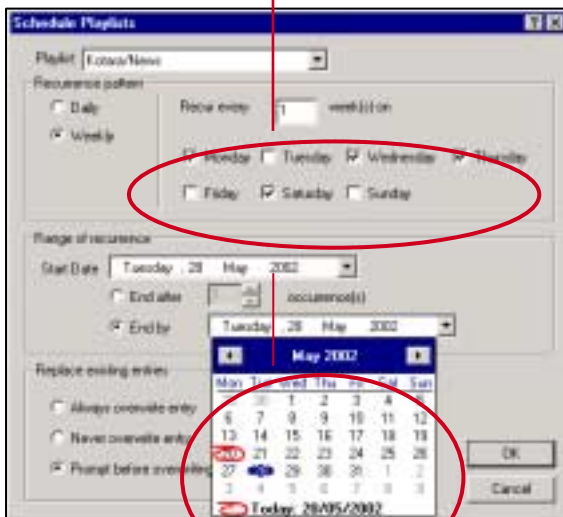 Schedule Playlists
Playlist Kotara/News
Recurrence pattern
Daily
Weekly
Recur every 1 week(s) on
Monday Tuesday Wednesday Thursday
Friday Saturday Sunday
Range of recurrence
Start Date Tuesday , 28 May 2002
End after occurrence(s)
End by Tuesday , 28 May 2002
May 2002
Mon Tue Wed Thu Fri Sat Sun
30 1 2 3 4 5
6 7 8 9 10 11 12
13 14 15 16 17 18 19
20 21 22 23 24 25 26
27 28 29 30 31 1 2
3 4 5 6 7 8 9
Today: 28/05/2002
Replace existing entries
Always overwrite entry
Never overwrite entry
Prompt before overwriting
OK
Cancel